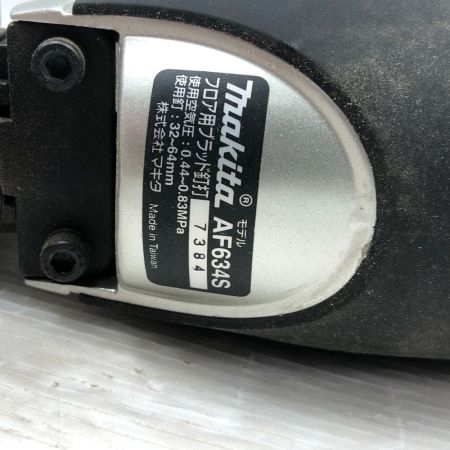 makita®
モデル AF634S
フロア用ブラッド釘打
7384
使用空気圧:0.44~0.83MPa
使用釘:32~64mm
株式会社マキタ Made in Taiwan